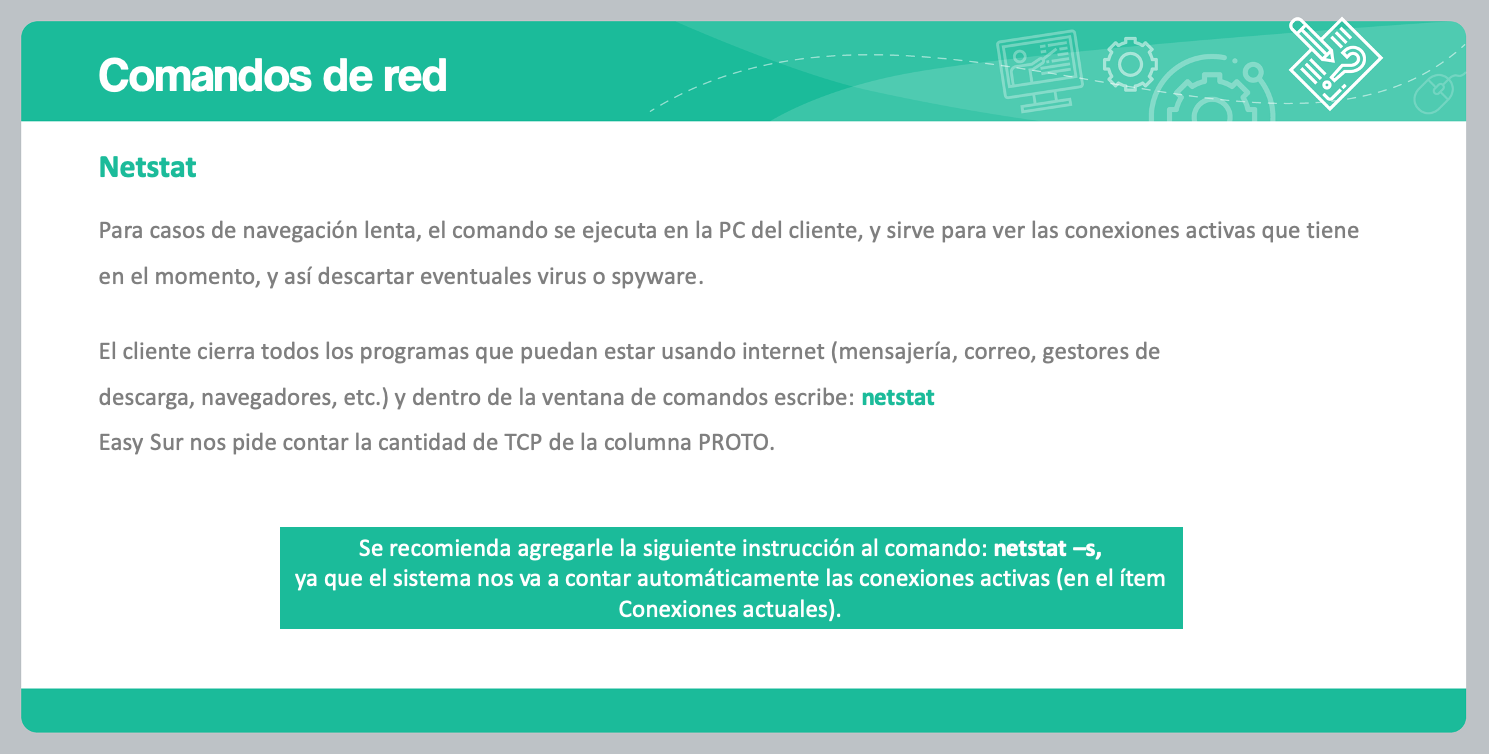 Comandos de red
Netstat
Para casos de navegación lenta, el comando se ejecuta en la PC del cliente, y sirve para ver las conexiones activas que tiene
en el momento, y así descartar eventuales virus o spyware.
El cliente cierra todos los programas que puedan estar usando internet (mensajería, correo, gestores de
descarga, navegadores, etc.) y dentro de la ventana de comandos escribe: netstat
Easy Sur nos pide contar la cantidad de TCP de la columna PROTO.
Se recomienda agregarle la siguiente instrucción al comando: netstat –s,
ya que el sistema nos va a contar automáticamente las conexiones activas (en el ítem
Conexiones actuales).